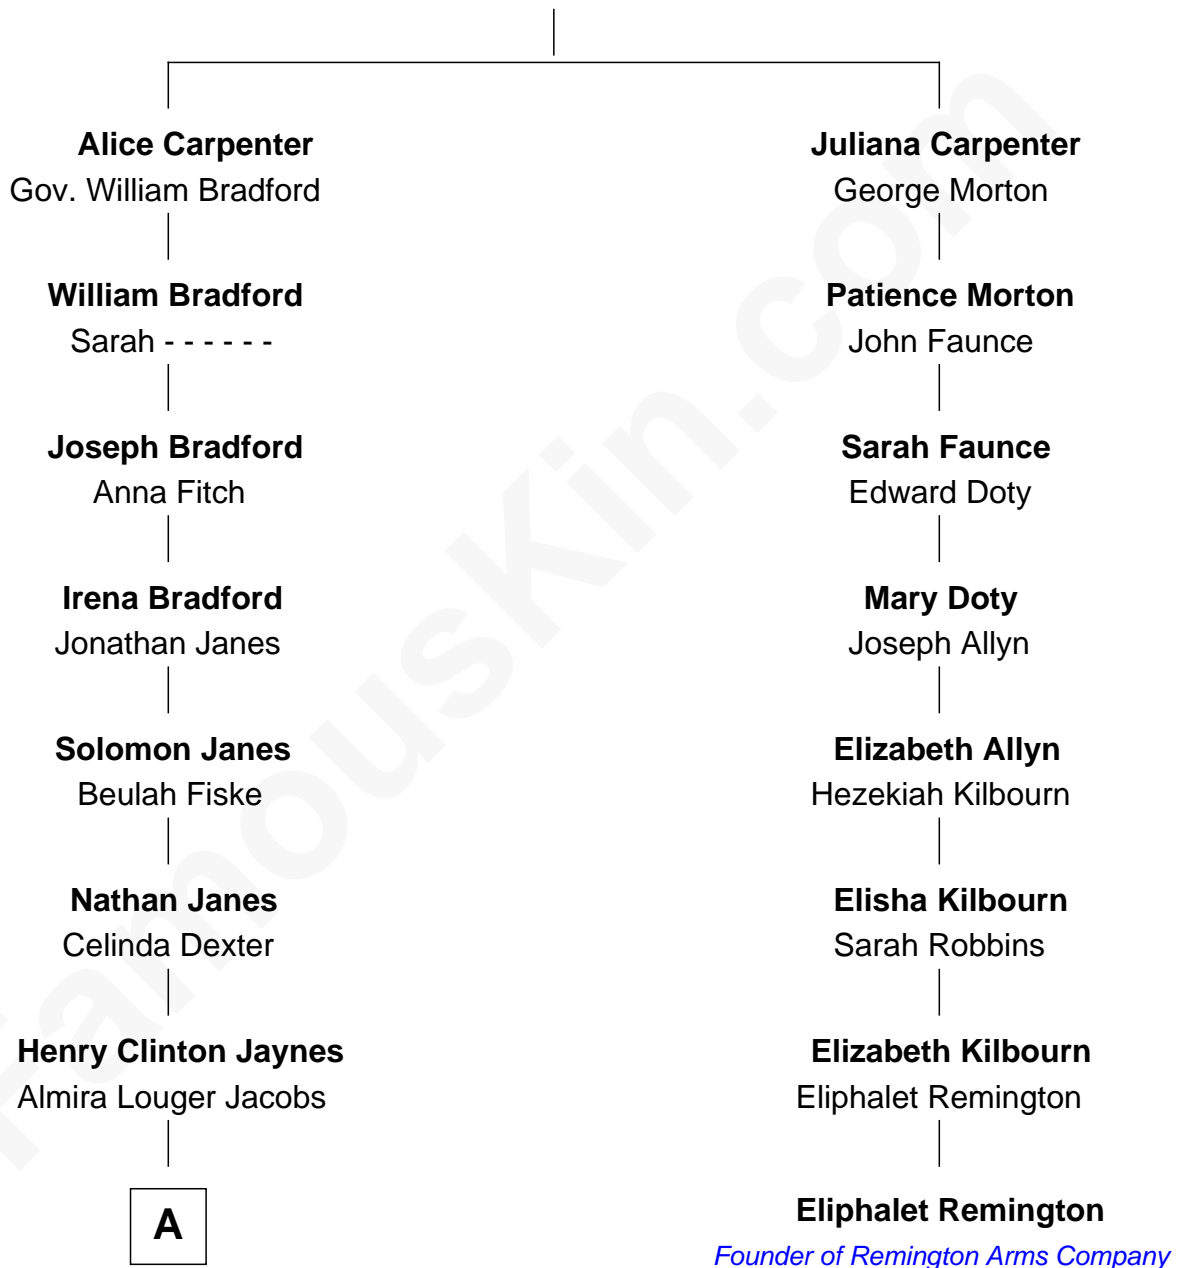 Alice Carpenter
Gov. William Bradford
William Bradford
Sarah - - - - - -
Joseph Bradford
Anna Fitch
Irena Bradford
Jonathan Janes
Solomon Janes
Beulah Fiske
Nathan Janes
Celinda Dexter
Henry Clinton Jaynes
Almira Louger Jacobs
A
Juliana Carpenter
George Morton
Patience Morton
John Faunce
Sarah Faunce
Edward Doty
Mary Doty
Joseph Allyn
Elizabeth Allyn
Hezekiah Kilbourn
Elisha Kilbourn
Sarah Robbins
Elizabeth Kilbourn
Eliphalet Remington
Eliphalet Remington
Founder of Remington Arms Company
FamousKin.com